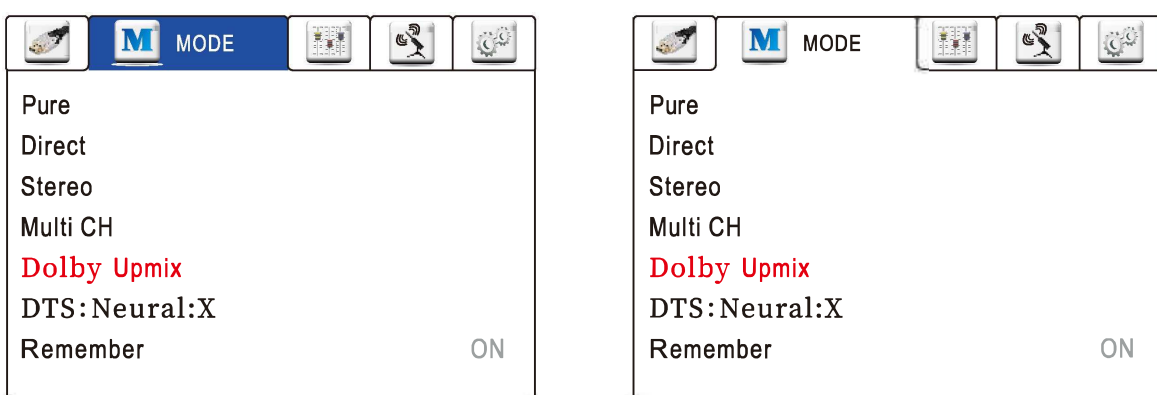 M MODE
Pure
Direct
Stereo
Multi CH
Dolby Upmix
DTS:Neural:X
Remember ON
M MODE
Pure
Direct
Stereo
Multi CH
Dolby Upmix
DTS:Neural:X
Remember ON